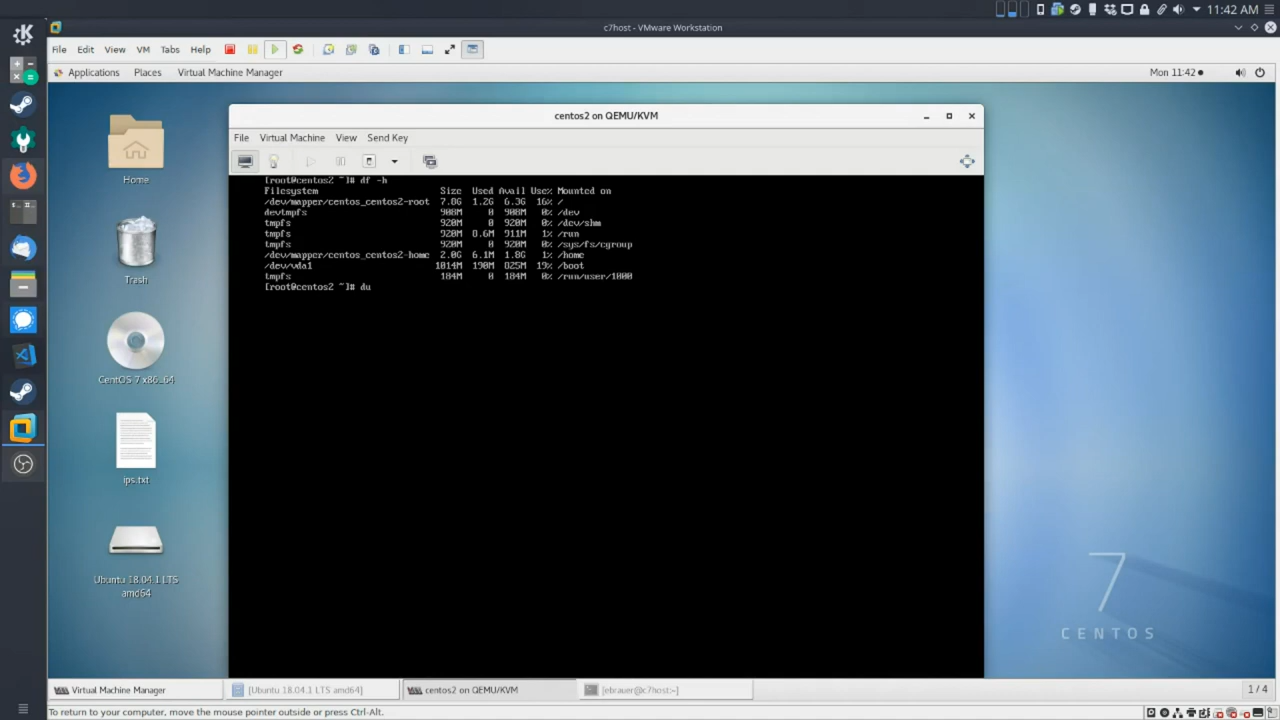 11:42 AM
c7host - VMware Workstation
File Edit View VM Tabs Help
Applications Places Virtual Machine Manager Mon 11:42
centos2 on QEMU/KVM
File Virtual Machine View Send Key
[root@centos2 ~]# df -h
Filesystem Size Used Avail Use% Mounted on
/dev/mapper/centos_centos2-root 7.8G 1.2G 6.3G 16% /
devtmpfs 908M 0 908M 0% /dev
tmpfs 920M 0 920M 0% /dev/shm
tmpfs 920M 8.6M 911M 1% /run
tmpfs 920M 0 920M 0% /sys/fs/cgroup
/dev/mapper/centos_centos2-home 2.0G 6.1M 1.8G 1% /home
/dev/vda1 1014M 190M 825M 19% /boot
tmpfs 184M 0 184M 0% /run/user/1000
[root@centos2 ~]# du
Home
Trash
CentOS 7 x86_64
ips.txt
Ubuntu 18.04.1 LTS
amd64
7
CENTOS
Virtual Machine Manager [Ubuntu 18.04.1 LTS amd64] centos2 on QEMU/KVM [ebrauer@c7host:~] 1 / 4
To return to your computer, move the mouse pointer outside or press Ctrl-Alt.